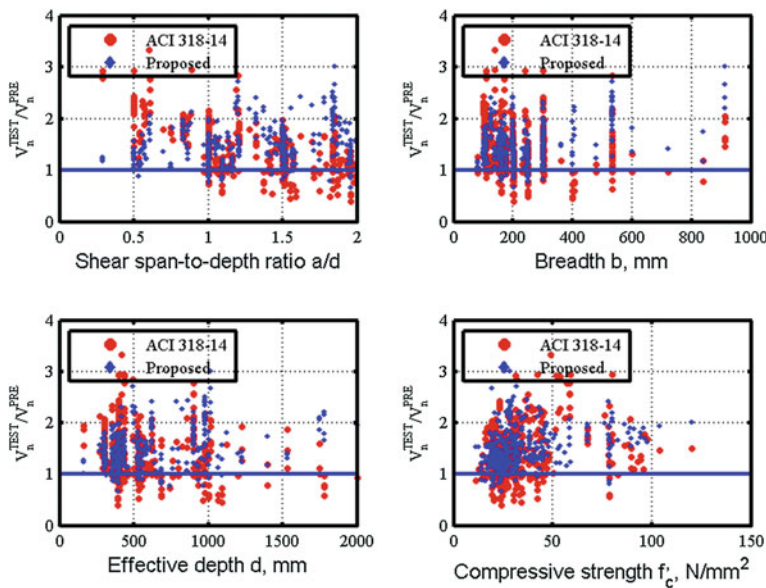 4
3
2
1
0
V_n^TEST/V_n^PRE
ACI 318-14
Proposed
0 0.5 1 1.5 2
Shear span-to-depth ratio a/d
4
3
2
1
0
V_n^TEST/V_n^PRE
ACI 318-14
Proposed
0 200 400 600 800 1000
Breadth b, mm
4
3
2
1
0
V_n^TEST/V_n^PRE
ACI 318-14
Proposed
0 500 1000 1500 2000
Effective depth d, mm
4
3
2
1
0
V_n^TEST/V_n^PRE
ACI 318-14
Proposed
0 50 100 150
Compressive strength f'_c, N/mm²